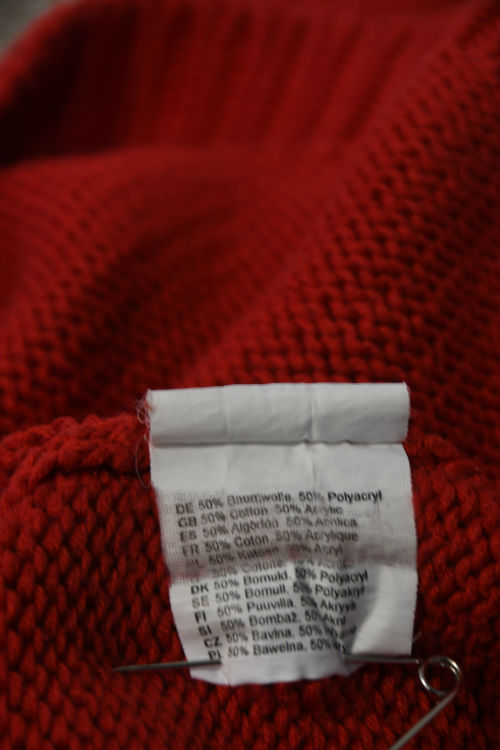 DE 50% Baumwolle, 50% Polyacryl
GB 50% Cotton 50% Acrylic
ES 50% Algódóa 50% Acrílica
FR 50% Coton 50% Acrylique
50% Katoen 50% Acryl
50%
DK 50% Bomuld, 50% Polyacryl
SE 50% Bomull, 50% Polyakryl
FI 50% Puuvilla, 50% Akryyli
SI 50% Bombaž, 50% Akril
CZ 50% Bavlna, 50%
PL 50% Bawełna, 50%